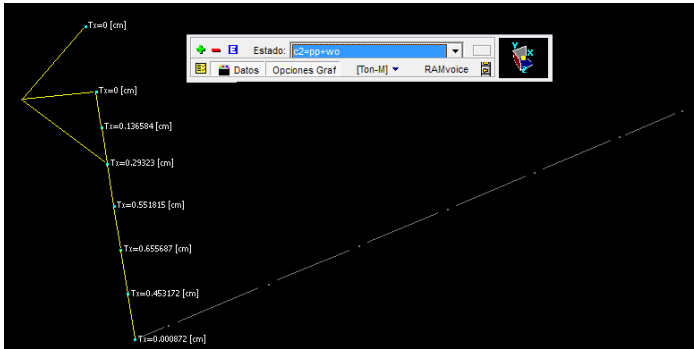 Tx=0 [cm]
Estado: c2=pp+wo
Datos Opciones Graf [Ton-M] RAMvoice
Y
X
Z
Tx=0 [cm]
Tx=0.136584 [cm]
Tx=0.29323 [cm]
Tx=0.551815 [cm]
Tx=0.655687 [cm]
Tx=0.453172 [cm]
Tx=0.000872 [cm]